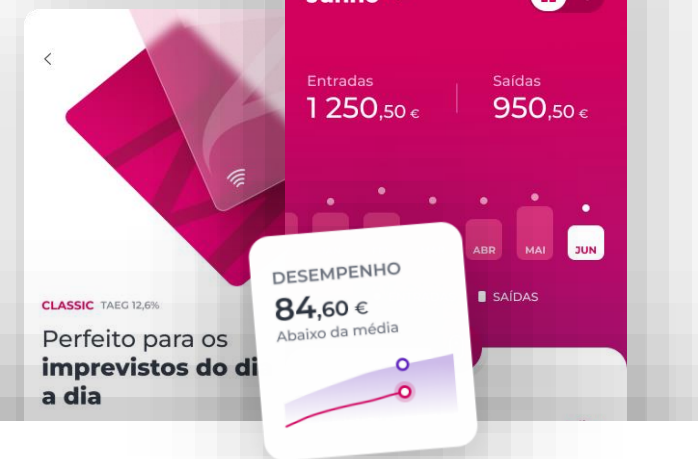 Junho
Entradas
1 250,50 €
Saídas
950,50 €
ABR
MAI
JUN
SAÍDAS
DESEMPENHO
84,60 €
Abaixo da média
CLASSIC TAEG 12,6%
Perfeito para os
imprevistos do di
a dia